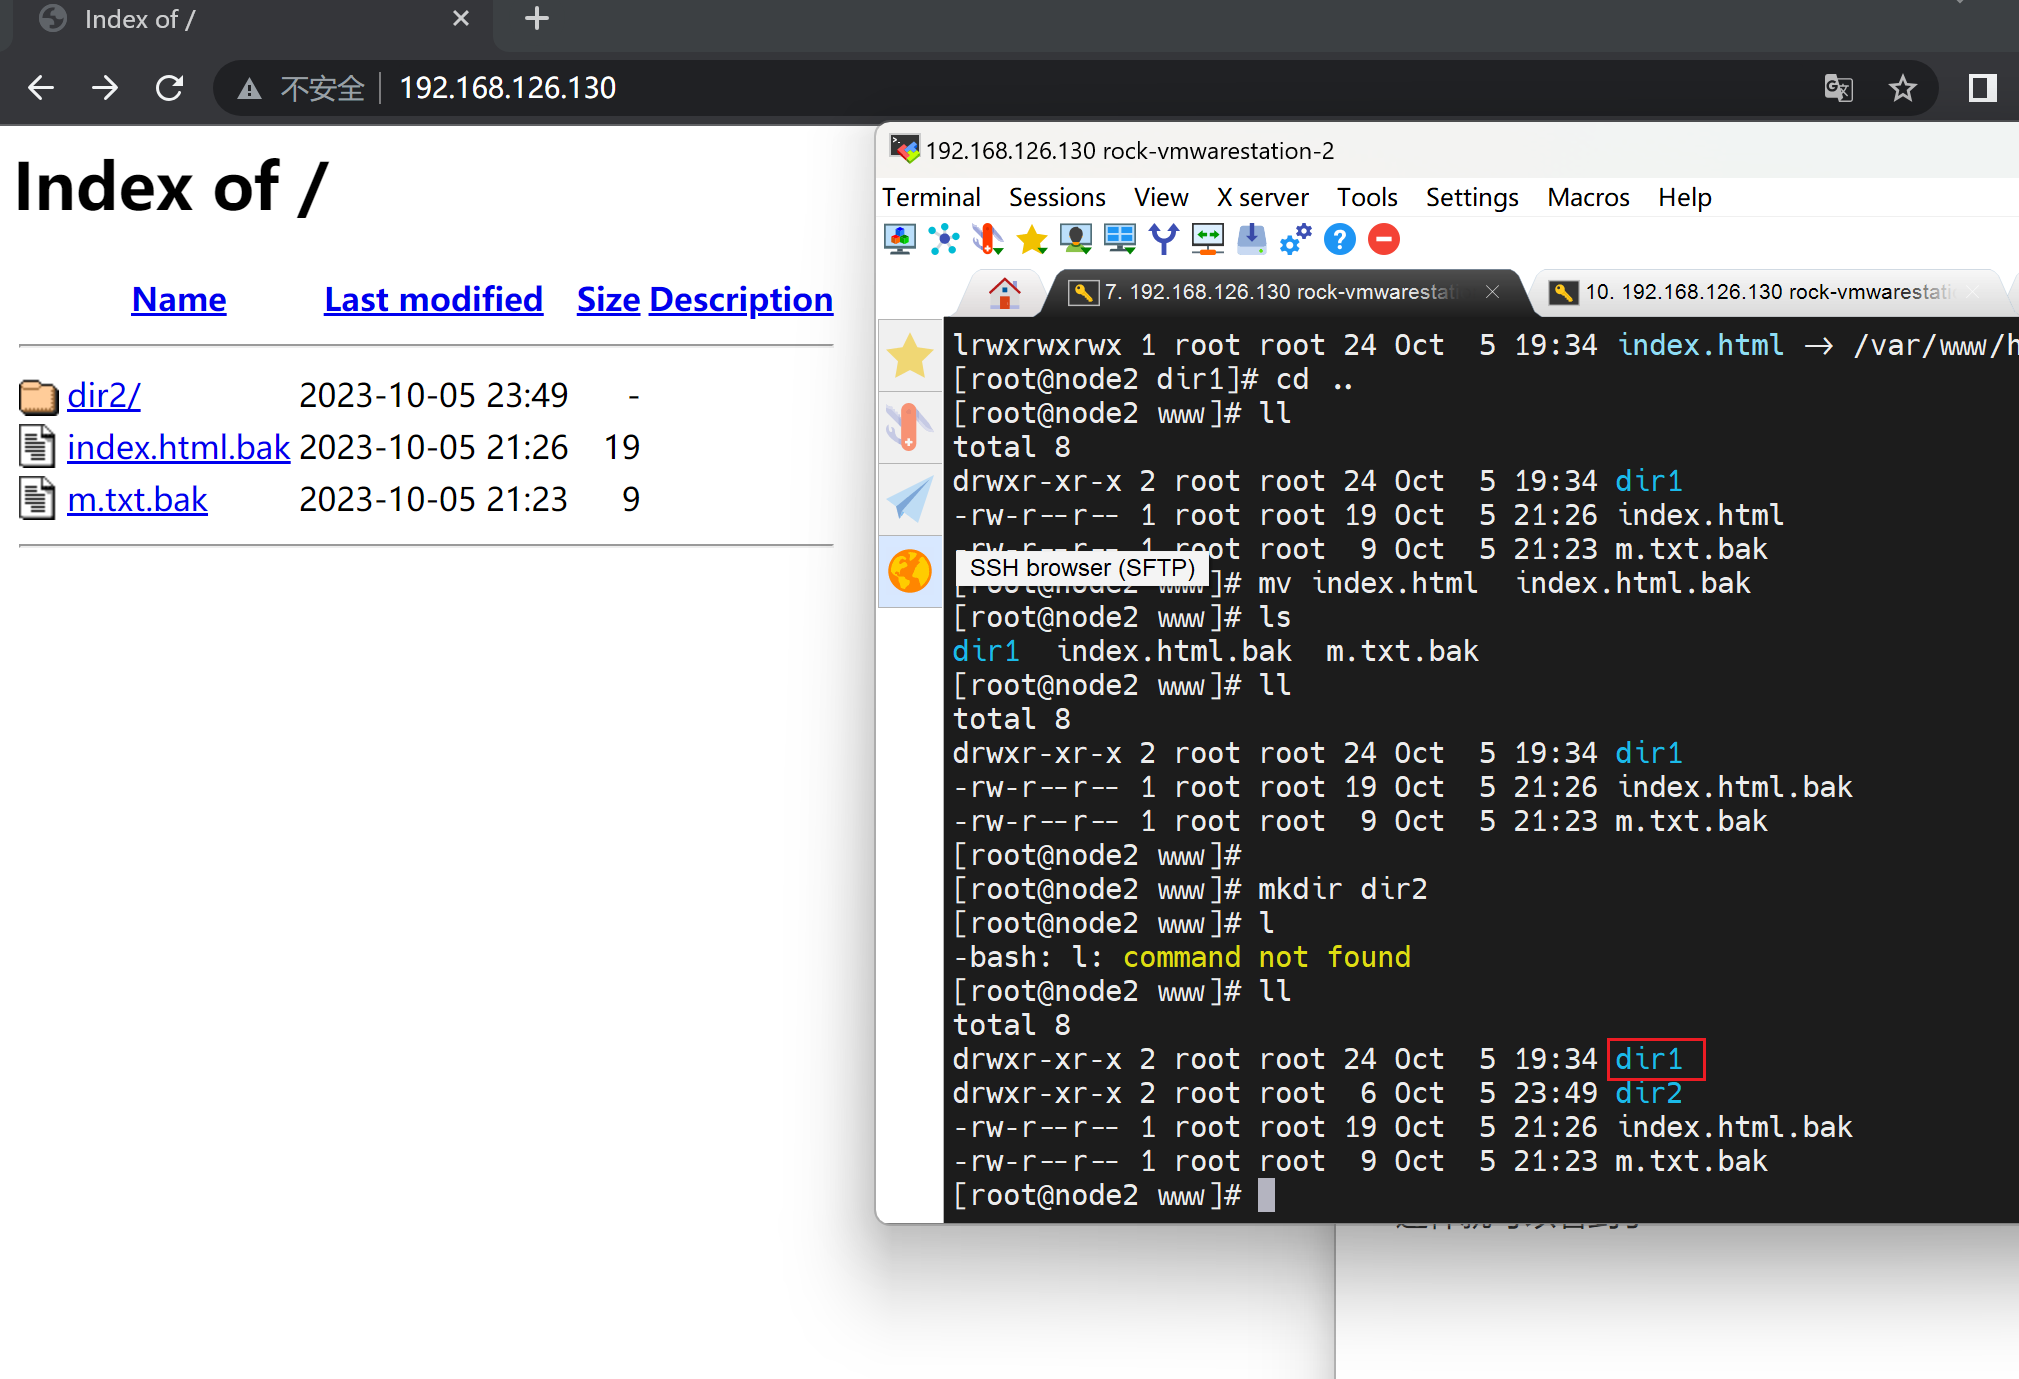 Index of /
不安全 192.168.126.130
Index of /
Name Last modified Size Description
dir2/ 2023-10-05 23:49 -
index.html.bak 2023-10-05 21:26 19
m.txt.bak 2023-10-05 21:23 9
192.168.126.130 rock-vmwarestation-2
Terminal Sessions View X server Tools Settings Macros Help
7. 192.168.126.130 rock-vmwarestati
10. 192.168.126.130 rock-vmwarestatio
lrwxrwxrwx 1 root root 24 Oct  5 19:34 index.html -> /var/www/h
[root@node2 dir1]# cd ..
[root@node2 www]# ll
total 8
drwxr-xr-x 2 root root 24 Oct  5 19:34 dir1
-rw-r--r-- 1 root root 19 Oct  5 21:26 index.html
-rw-r--r-- 1 root root  9 Oct  5 21:23 m.txt.bak
SSH browser (SFTP)
[root@node2 www]# mv index.html  index.html.bak
[root@node2 www]# ls
dir1  index.html.bak  m.txt.bak
[root@node2 www]# ll
total 8
drwxr-xr-x 2 root root 24 Oct  5 19:34 dir1
-rw-r--r-- 1 root root 19 Oct  5 21:26 index.html.bak
-rw-r--r-- 1 root root  9 Oct  5 21:23 m.txt.bak
[root@node2 www]#
[root@node2 www]# mkdir dir2
[root@node2 www]# l
-bash: l: command not found
[root@node2 www]# ll
total 8
drwxr-xr-x 2 root root 24 Oct  5 19:34 dir1
drwxr-xr-x 2 root root  6 Oct  5 23:49 dir2
-rw-r--r-- 1 root root 19 Oct  5 21:26 index.html.bak
-rw-r--r-- 1 root root  9 Oct  5 21:23 m.txt.bak
[root@node2 www]#